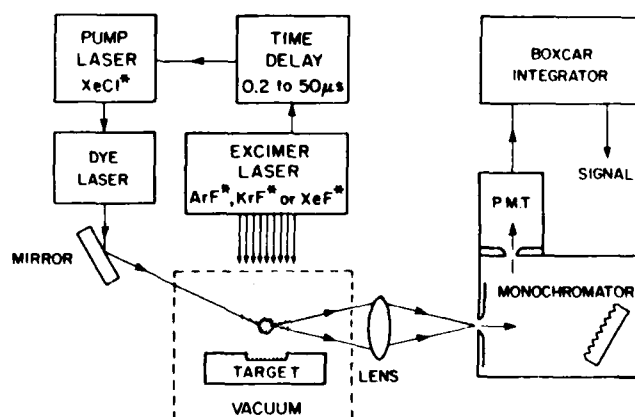 PUMP
LASER
XeCl*
TIME
DELAY
0.2 to 50μs
BOXCAR
INTEGRATOR
DYE
LASER
EXCIMER
LASER
ArF*, KrF* or XeF*
SIGNAL
P.M.T
MIRROR
MONOCHROMATOR
TARGET
LENS
VACUUM